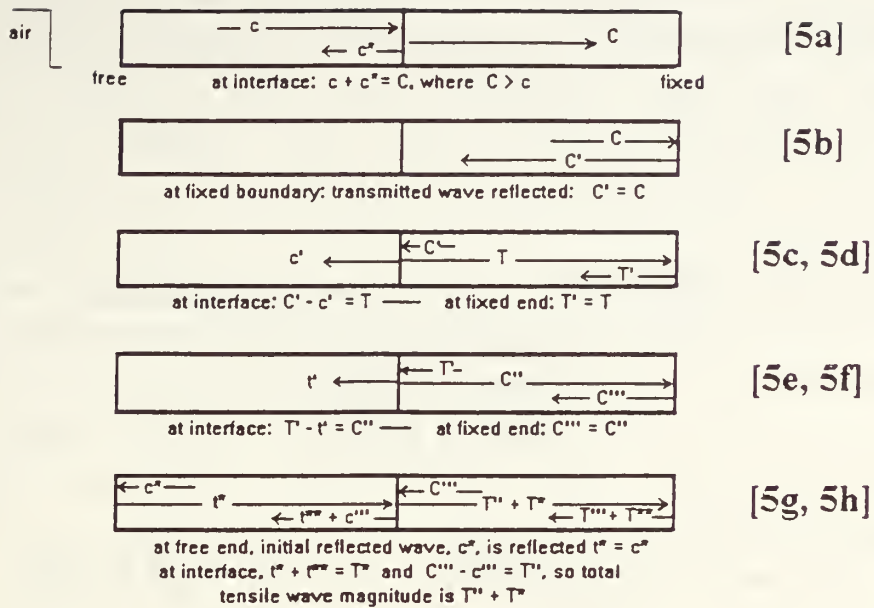 air
c
C
[5a]
c*
free
at interface: c + c* = C, where C > c
fixed
C
[5b]
C'
at fixed boundary: transmitted wave reflected: C' = C
C'
c'
T
[5c, 5d]
T'
at interface: C' - c' = T — at fixed end: T' = T
T'
t'
C''
[5e, 5f]
C'''
at interface: T' - t' = C'' — at fixed end: C''' = C''
c*
C'''
t*
T'' + T*
[5g, 5h]
t** + c'''
T''' + T**
at free end, initial reflected wave, c*, is reflected t* = c*
at interface, t* + t** = T* and C''' - c''' = T'', so total
tensile wave magnitude is T'' + T*